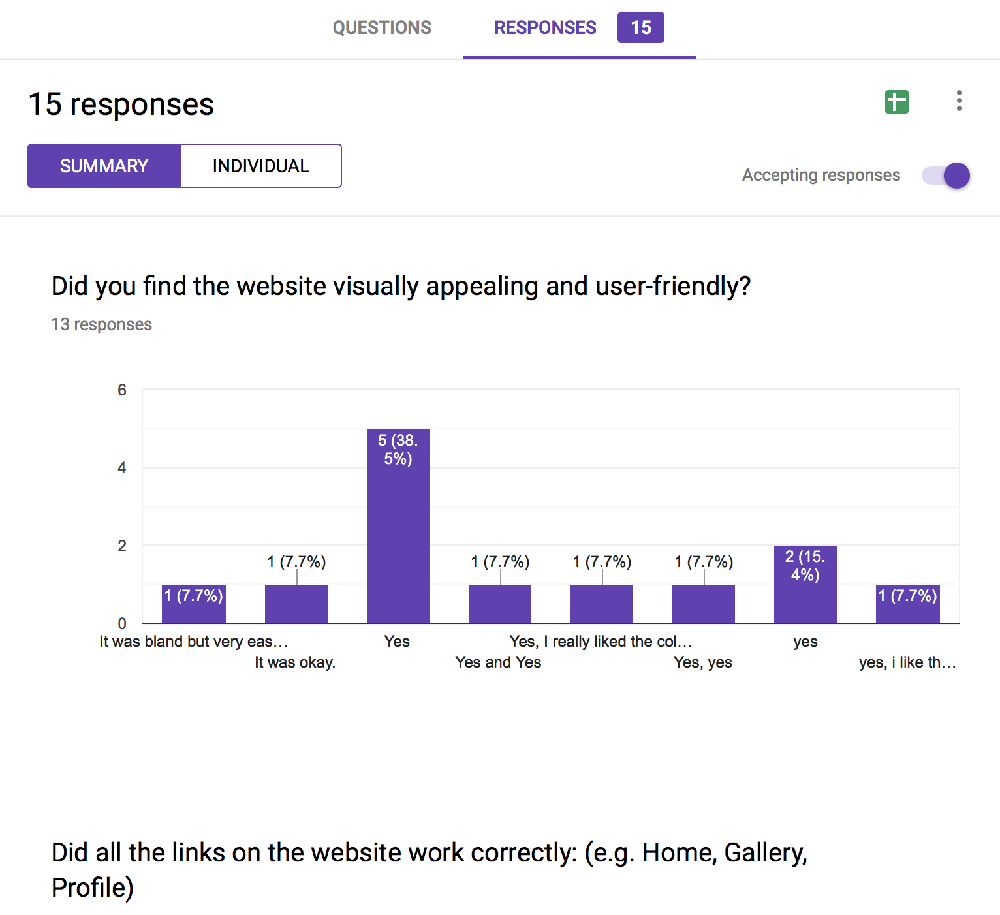 QUESTIONS
RESPONSES 15
15 responses
SUMMARY
INDIVIDUAL
Accepting responses
Did you find the website visually appealing and user-friendly?
13 responses
6
4
2
0
1 (7.7%)
1 (7.7%)
5 (38.
5%)
1 (7.7%)
1 (7.7%)
1 (7.7%)
2 (15.
4%)
1 (7.7%)
It was bland but very eas…
It was okay.
Yes
Yes and Yes
Yes, I really liked the col…
Yes, yes
yes
yes, i like th…
Did all the links on the website work correctly: (e.g. Home, Gallery,
Profile)